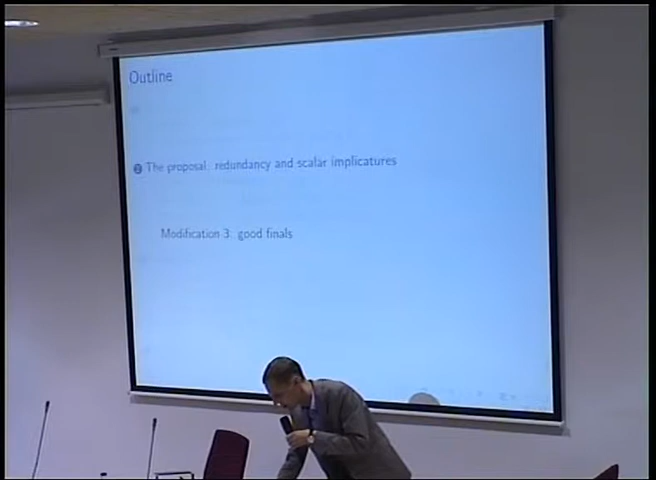 Outline
2 The proposal: redundancy and scalar implicatures
Modification 3: good finals